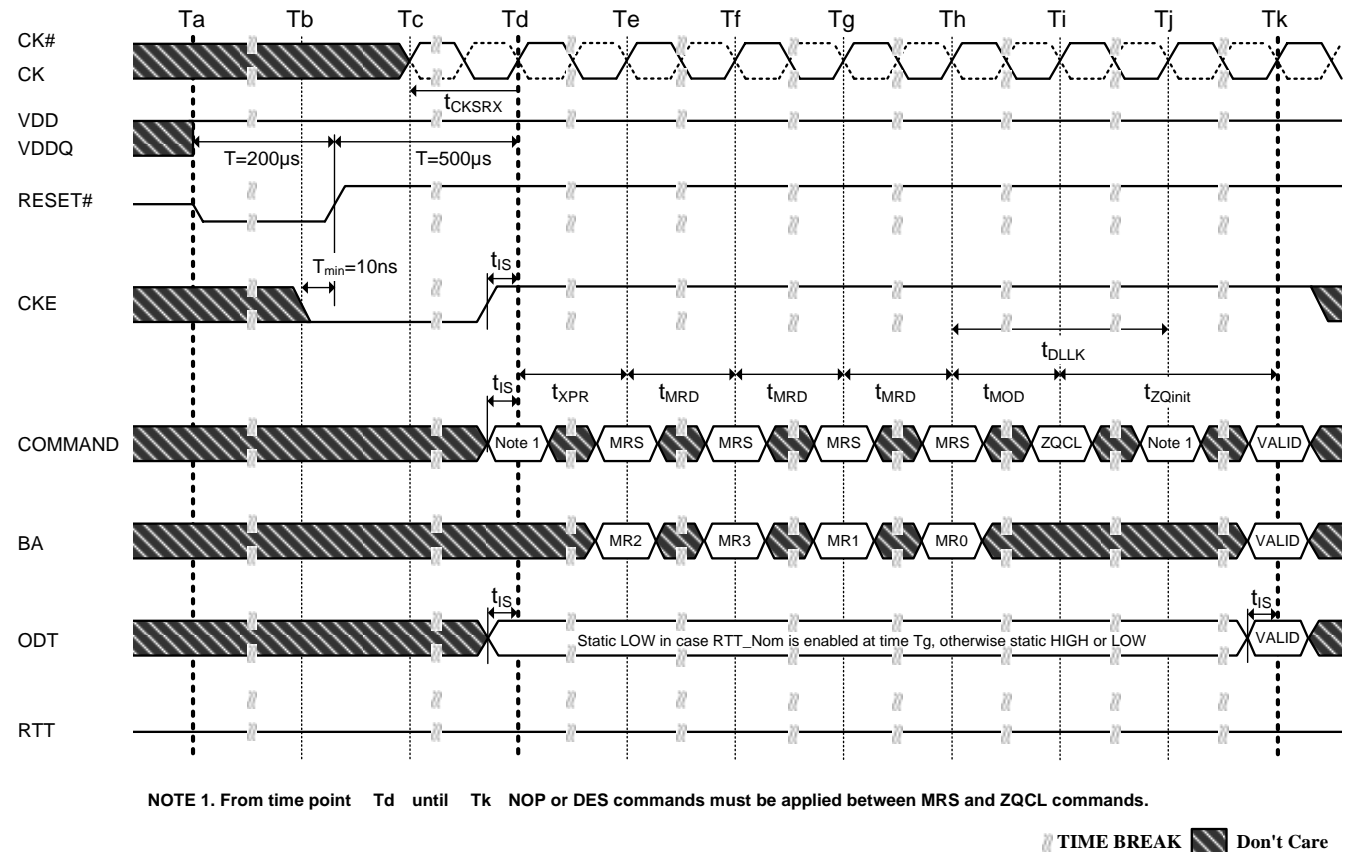 Ta Tb Tc Td Te Tf Tg Th Ti Tj Tk
CK#
CK
tCKSRX
VDD
VDDQ
T=200µs T=500µs
RESET#
Tmin=10ns
tIS
CKE
tDLLK
tIS tXPR tMRD tMRD tMRD tMOD tZQinit
COMMAND Note 1 MRS MRS MRS MRS ZQCL Note 1 VALID
BA MR2 MR3 MR1 MR0 VALID
tIS tIS
ODT Static LOW in case RTT_Nom is enabled at time Tg, otherwise static HIGH or LOW VALID
RTT
NOTE 1. From time point Td until Tk NOP or DES commands must be applied between MRS and ZQCL commands.
TIME BREAK Don't Care